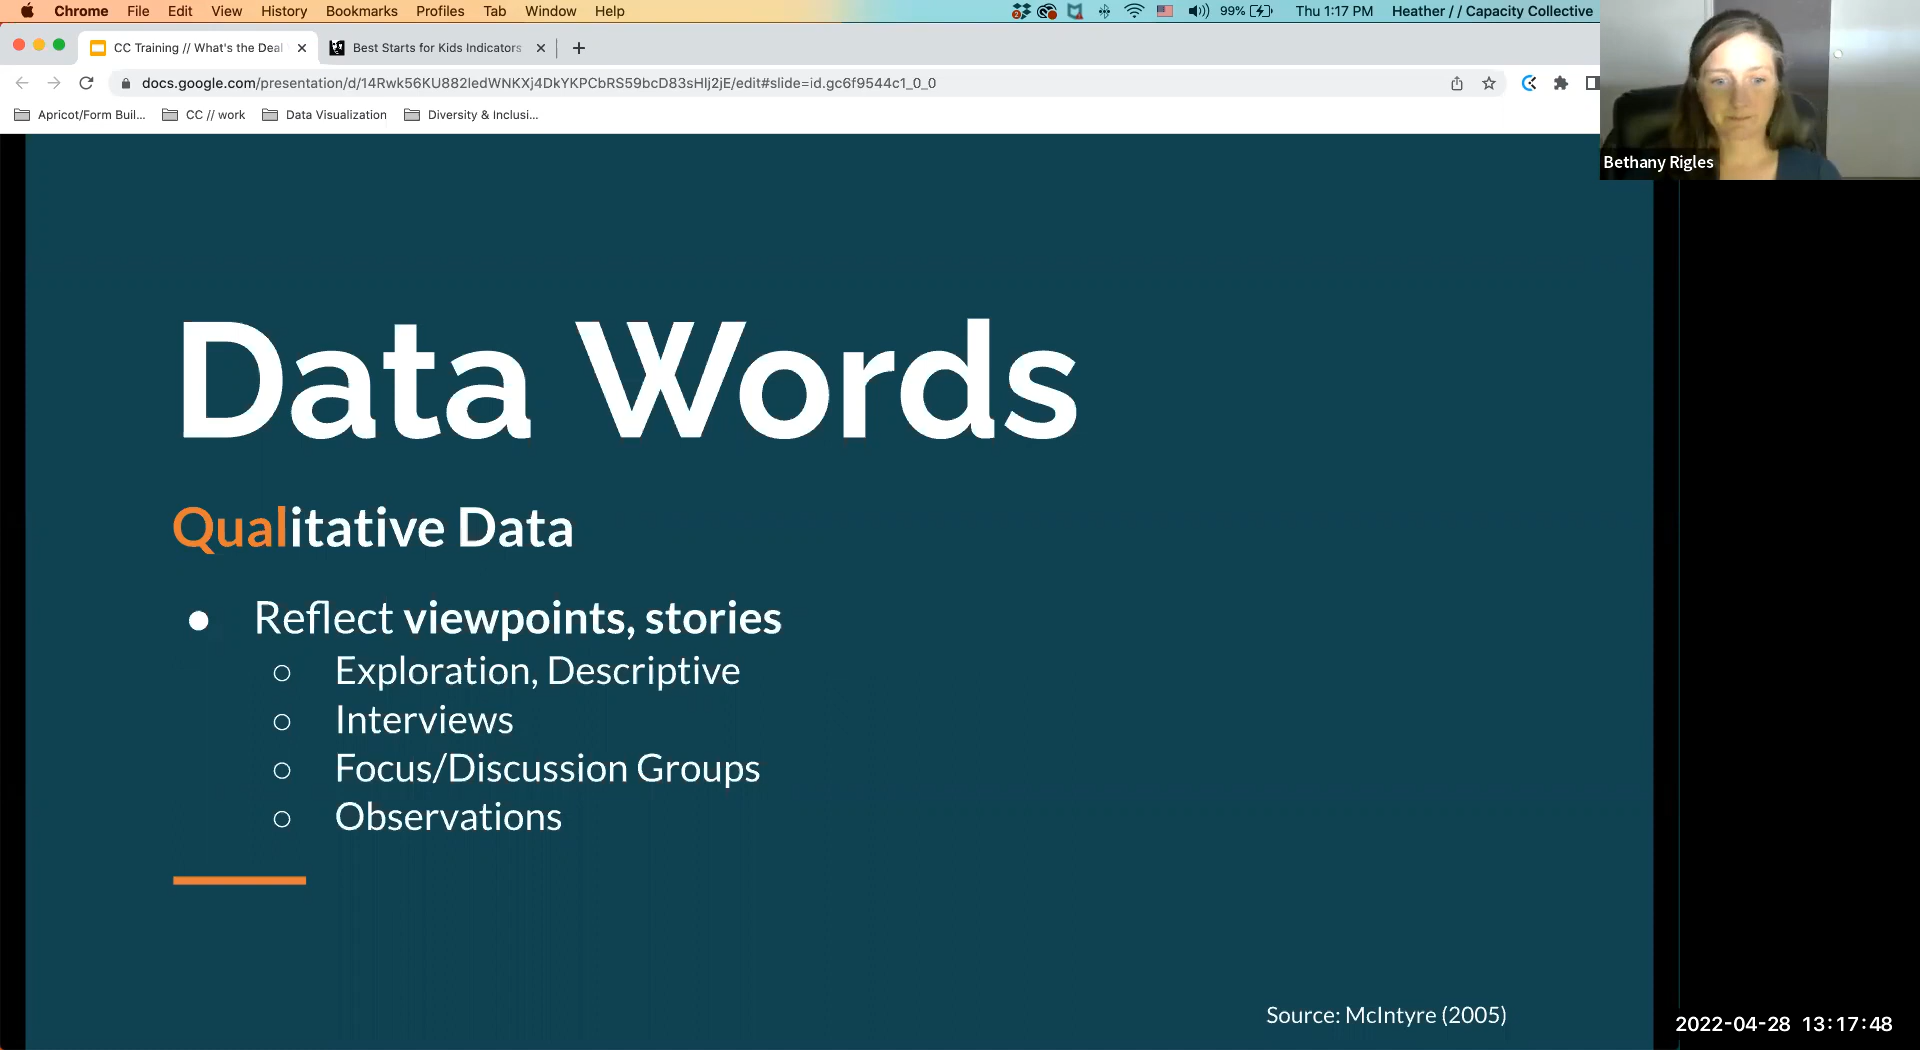 Chrome File Edit View History Bookmarks Profiles Tab Window Help 99% Thu 1:17 PM Heather / / Capacity Collective
CC Training // What's the Deal Best Starts for Kids Indicators
docs.google.com/presentation/d/14Rwk56KU882ledWNKXj4DkYKPCbRS59bcD83sHlj2jE/edit#slide=id.gc6f9544c1_0_0
Apricot/Form Buil... CC // work Data Visualization Diversity & Inclusi...
Bethany Rigles
Data Words
Qualitative Data
● Reflect viewpoints, stories
○ Exploration, Descriptive
○ Interviews
○ Focus/Discussion Groups
○ Observations
Source: McIntyre (2005)
2022-04-28 13:17:48